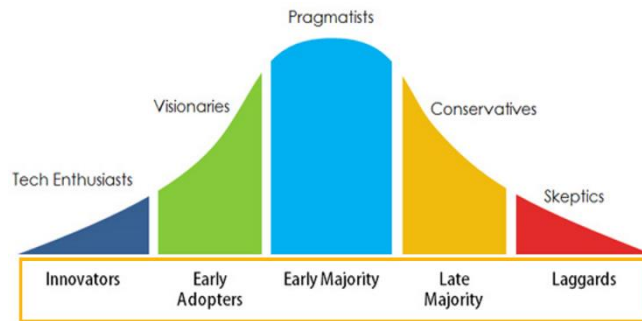 Pragmatists
Visionaries
Conservatives
Tech Enthusiasts
Skeptics
Innovators
Early
Adopters
Early Majority
Late
Majority
Laggards